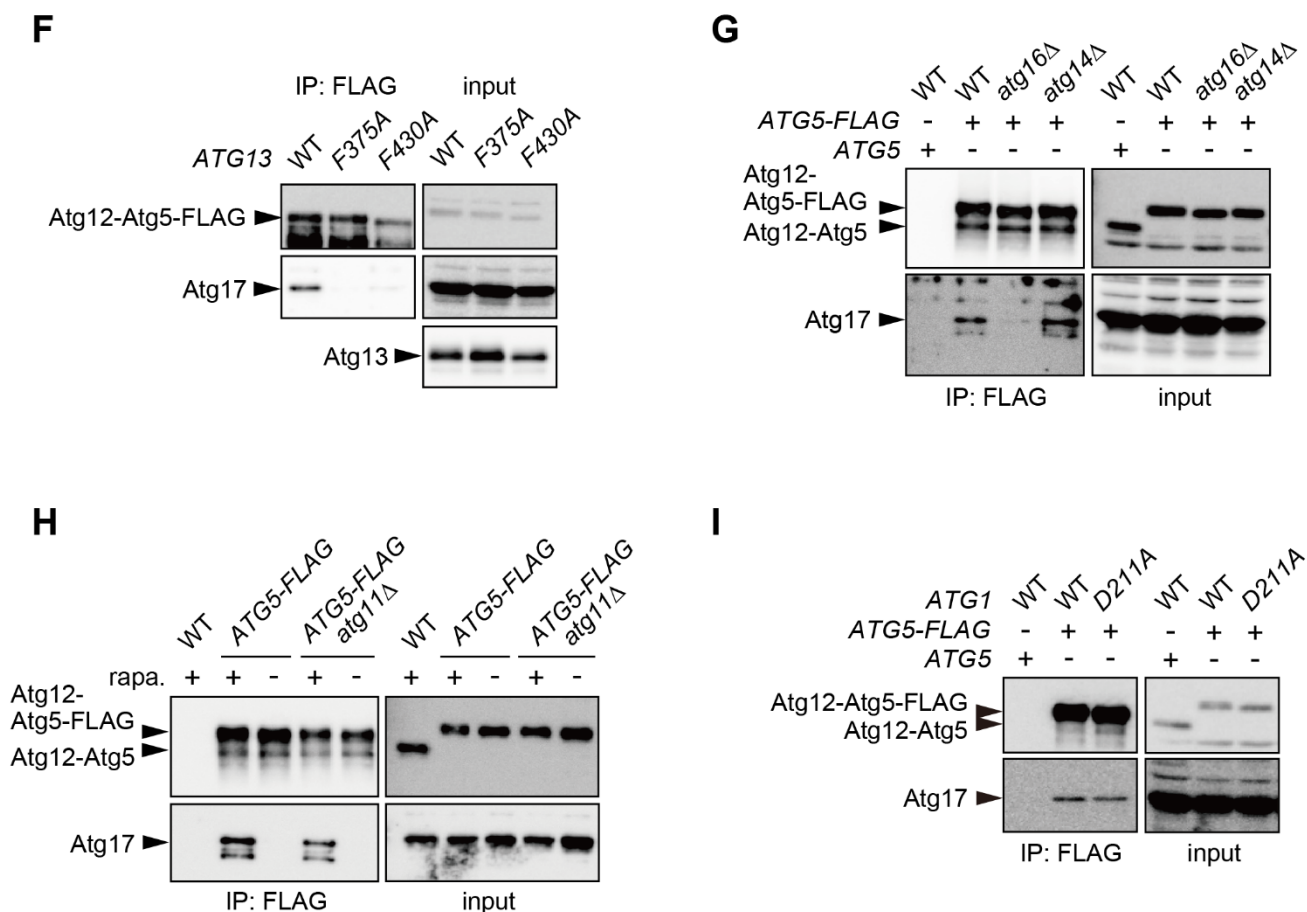 F
IP: FLAG input
ATG13 WT F375A F430A WT F375A F430A
Atg12-Atg5-FLAG
Atg17
Atg13
G
WT WT atg16Δ atg14Δ WT WT atg16Δ atg14Δ
ATG5-FLAG - + + + - + + +
ATG5 + - - - + - - -
Atg12-
Atg5-FLAG
Atg12-Atg5
Atg17
IP: FLAG input
H
WT ATG5-FLAG ATG5-FLAG atg11Δ WT ATG5-FLAG ATG5-FLAG atg11Δ
rapa. + + - + - + + - + -
Atg12-
Atg5-FLAG
Atg12-Atg5
Atg17
IP: FLAG input
I
ATG1 WT WT D211A WT WT D211A
ATG5-FLAG - + + - + +
ATG5 + - - + - -
Atg12-Atg5-FLAG
Atg12-Atg5
Atg17
IP: FLAG input